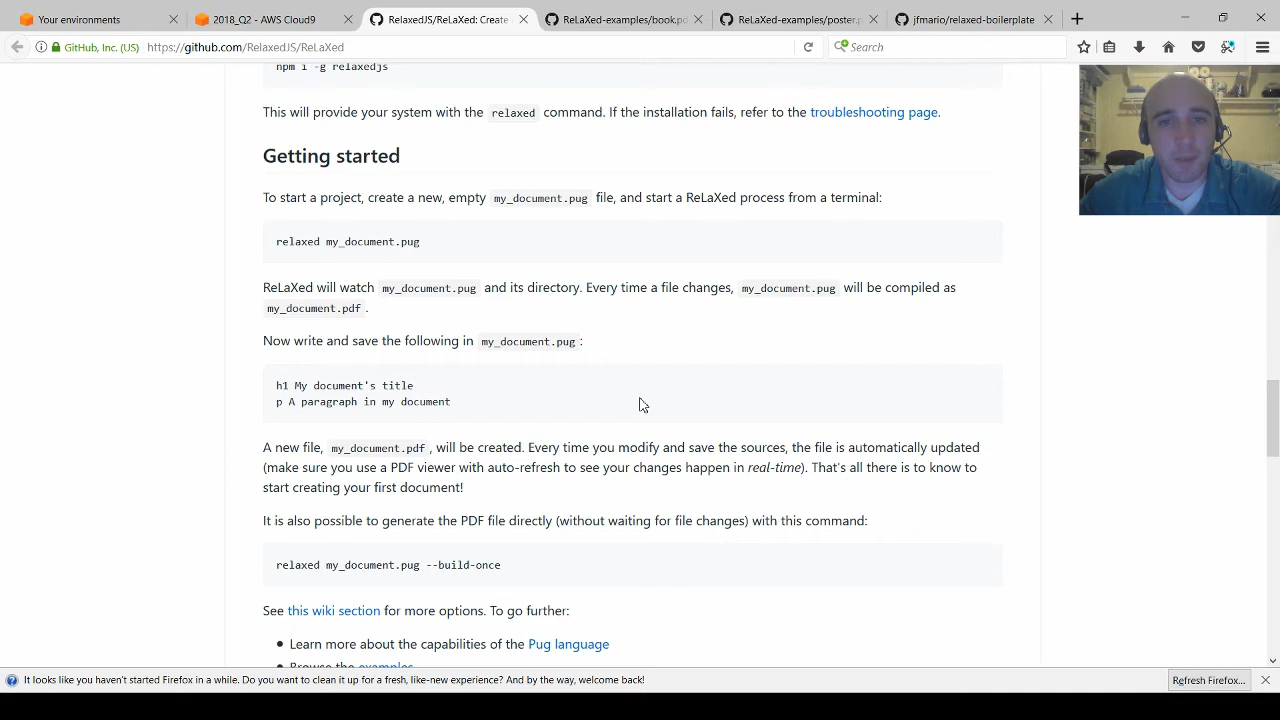 Your environments
2018_Q2 - AWS Cloud9
RelaxedJS/ReLaXed: Create
ReLaXed-examples/book.pd
ReLaXed-examples/poster.p
jfmario/relaxed-boilerplate
GitHub, Inc. (US)
https://github.com/RelaxedJS/ReLaXed
Search
npm i -g relaxedjs
This will provide your system with the relaxed command. If the installation fails, refer to the troubleshooting page.
Getting started
To start a project, create a new, empty my_document.pug file, and start a ReLaXed process from a terminal:
relaxed my_document.pug
ReLaXed will watch my_document.pug and its directory. Every time a file changes, my_document.pug will be compiled as
my_document.pdf .
Now write and save the following in my_document.pug :
h1 My document's title
p A paragraph in my document
A new file, my_document.pdf , will be created. Every time you modify and save the sources, the file is automatically updated
(make sure you use a PDF viewer with auto-refresh to see your changes happen in real-time). That's all there is to know to
start creating your first document!
It is also possible to generate the PDF file directly (without waiting for file changes) with this command:
relaxed my_document.pug --build-once
See this wiki section for more options. To go further:
Learn more about the capabilities of the Pug language
Browse the examples
It looks like you haven't started Firefox in a while. Do you want to clean it up for a fresh, like-new experience? And by the way, welcome back!
Refresh Firefox...